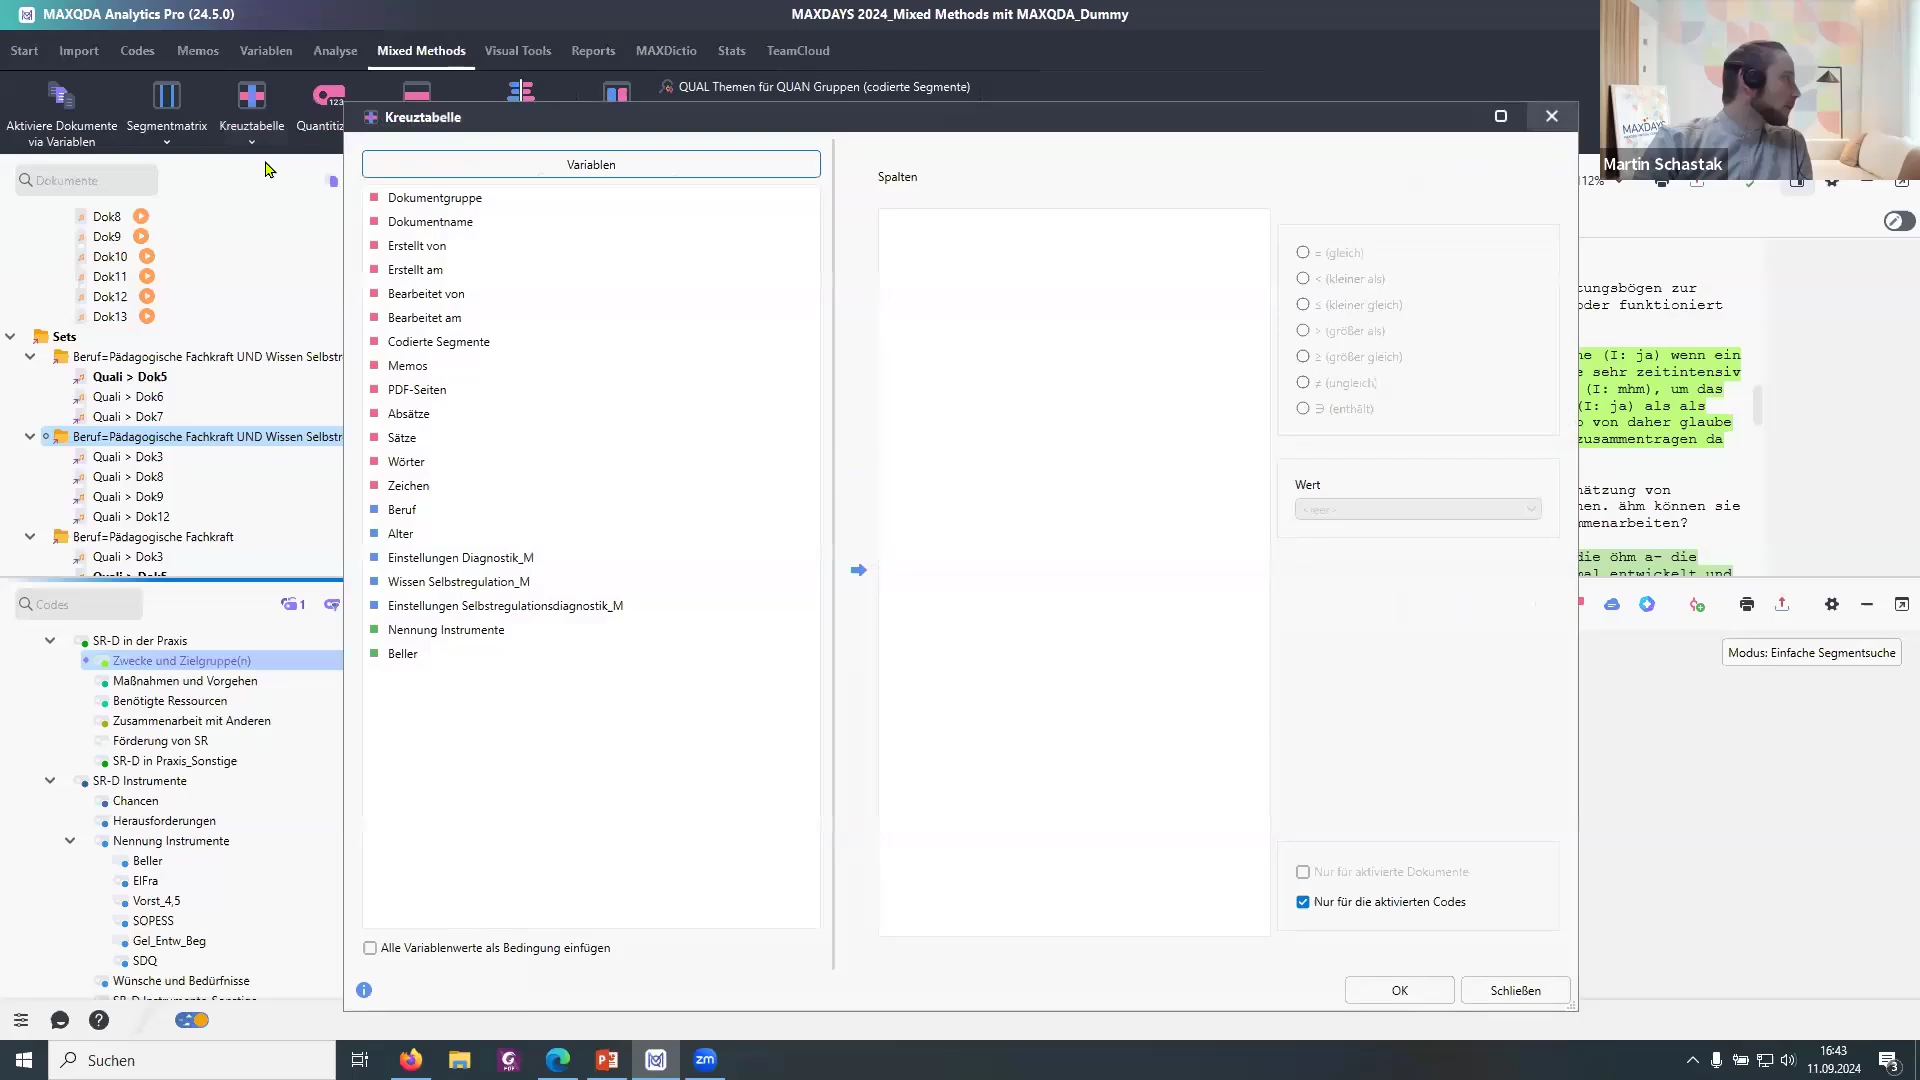 MAXQDA Analytics Pro (24.5.0)
MAXDAYS 2024_Mixed Methods mit MAXQDA_Dummy
Start Import Codes Memos Variablen Analyse Mixed Methods Visual Tools Reports MAXDictio Stats TeamCloud
Aktiviere Dokumente
via Variablen
Segmentmatrix
Kreuztabelle
123
QUAL Themen für QUAN Gruppen (codierte Segmente)
MAXDAYS
Martin Schastak
Dokumente
Dok8
Dok9
Dok10
Dok11
Dok12
Dok13
Sets
Beruf=Pädagogische Fachkraft UND Wissen
Quali > Dok5
Quali > Dok6
Quali > Dok7
Beruf=Pädagogische Fachkraft UND Wissen
Quali > Dok3
Quali > Dok8
Quali > Dok9
Quali > Dok12
Beruf=Pädagogische Fachkraft
Quali > Dok3
Codes
1
SR-D in der Praxis
Zwecke und Zielgruppe(n)
Maßnahmen und Vorgehen
Benötigte Ressourcen
Zusammenarbeit mit Anderen
Förderung von SR
SR-D in Praxis_Sonstige
SR-D Instrumente
Chancen
Herausforderungen
Nennung Instrumente
Beller
ElFra
Vorst_4,5
SOPESS
Gel_Entw_Beg
SDQ
Wünsche und Bedürfnisse
Kreuztabelle
Variablen
Dokumentgruppe
Dokumentname
Erstellt von
Erstellt am
Bearbeitet von
Bearbeitet am
Codierte Segmente
Memos
PDF-Seiten
Absätze
Sätze
Wörter
Zeichen
Beruf
Alter
Einstellungen Diagnostik_M
Wissen Selbstregulation_M
Einstellungen Selbstregulationsdiagnostik_M
Nennung Instrumente
Beller
Alle Variablenwerte als Bedingung einfügen
Spalten
= (gleich)
< (kleiner als)
≤ (kleiner gleich)
> (größer als)
≥ (größer gleich)
≠ (ungleich)
∋ (enthält)
Wert
<leer>
Nur für aktivierte Dokumente
Nur für die aktivierten Codes
OK
Schließen
zur
oder funktioniert
(I: ja) wenn ein
sehr zeitintensiv
(I: mhm), um das
(I: ja) als als
von daher glaube
zusammentragen da
von
ähm können sie
die öhm a- die
entwickelt und
Modus: Einfache Segmentsuche
Suchen
16:43
11.09.2024
3